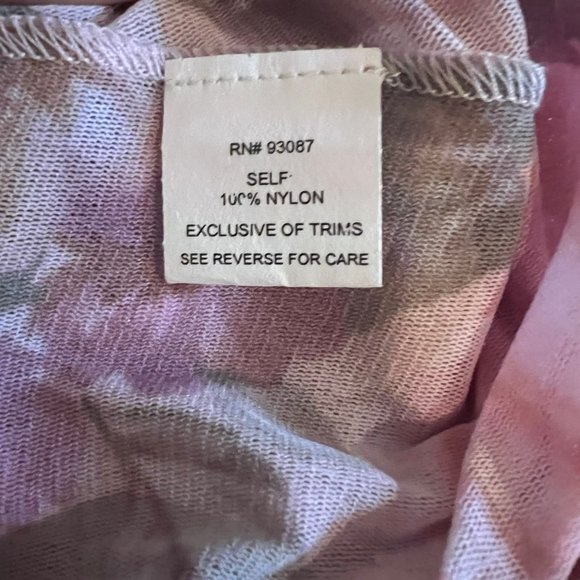 RN# 93087
SELF:
100% NYLON
EXCLUSIVE OF TRIMS
SEE REVERSE FOR CARE